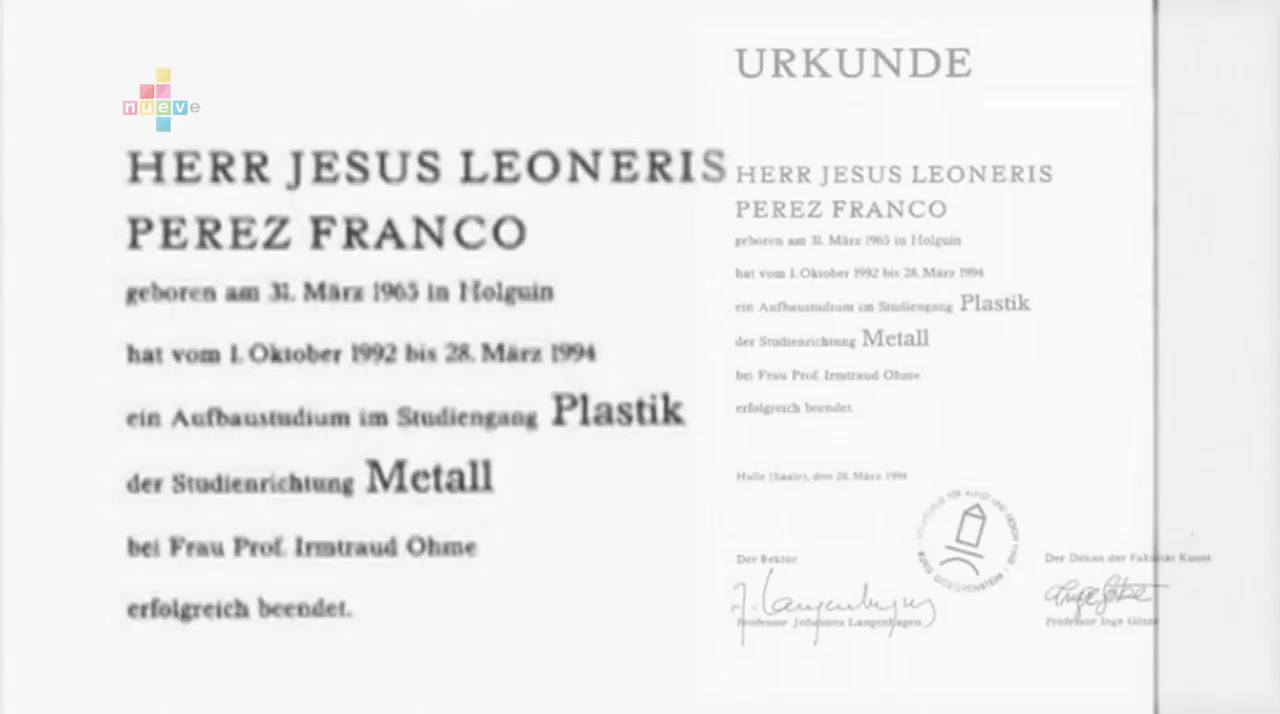 nueve
HERR JESUS LEONERIS
PEREZ FRANCO
geboren am 31. März 1965 in Holguin
hat vom 1. Oktober 1992 bis 28. März 1994
ein Aufbaustudium im Studiengang Plastik
der Studienrichtung Metall
bei Frau Prof. Irmtraud Ohme
erfolgreich beendet.
URKUNDE
HERR JESUS LEONERIS
PEREZ FRANCO
geboren am 31. März 1965 in Holguin
hat vom 1. Oktober 1992 bis 28. März 1994
ein Aufbaustudium im Studiengang Plastik
der Studienrichtung Metall
bei Frau Prof. Irmtraud Ohme
erfolgreich beendet.
Halle (Saale), den 28. März 1994
Der Rektor
Professor Johannes Langenhagen
Der Dekan der Fakultät Kunst
Professor Inge Götze